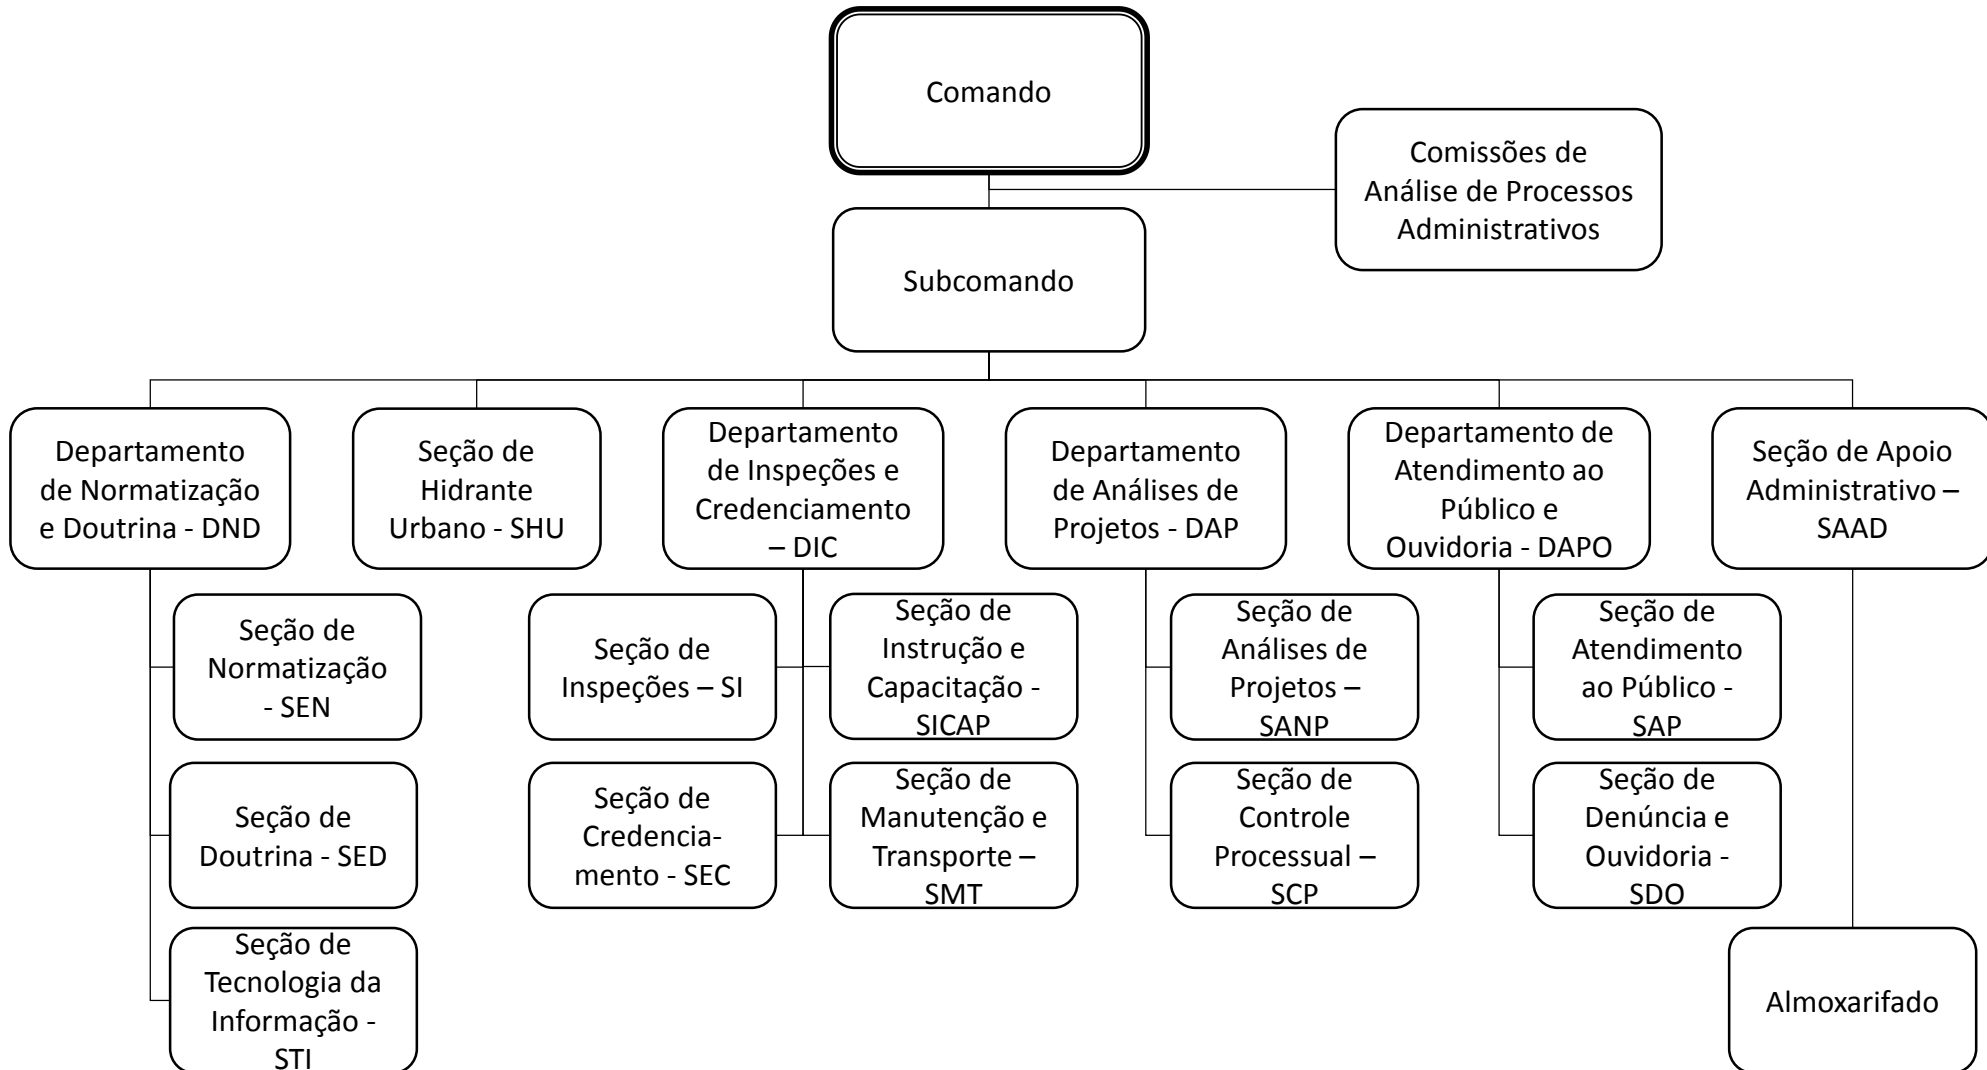 Comando
Comissões de
Análise de Processos
Administrativos
Subcomando
Departamento
de Normatização
e Doutrina - DND
Seção de
Hidrante
Urbano - SHU
Departamento
de Inspeções e
Credenciamento
– DIC
Departamento
de Análises de
Projetos - DAP
Departamento de
Atendimento ao
Público e
Ouvidoria - DAPO
Seção de Apoio
Administrativo –
SAAD
Seção de
Normatização
- SEN
Seção de
Inspeções – SI
Seção de
Instrução e
Capacitação -
SICAP
Seção de
Análises de
Projetos –
SANP
Seção de
Atendimento
ao Público -
SAP
Seção de
Doutrina - SED
Seção de
Credencia-
mento - SEC
Seção de
Manutenção e
Transporte –
SMT
Seção de
Controle
Processual –
SCP
Seção de
Denúncia e
Ouvidoria -
SDO
Seção de
Tecnologia da
Informação -
STI
Almoxarifado